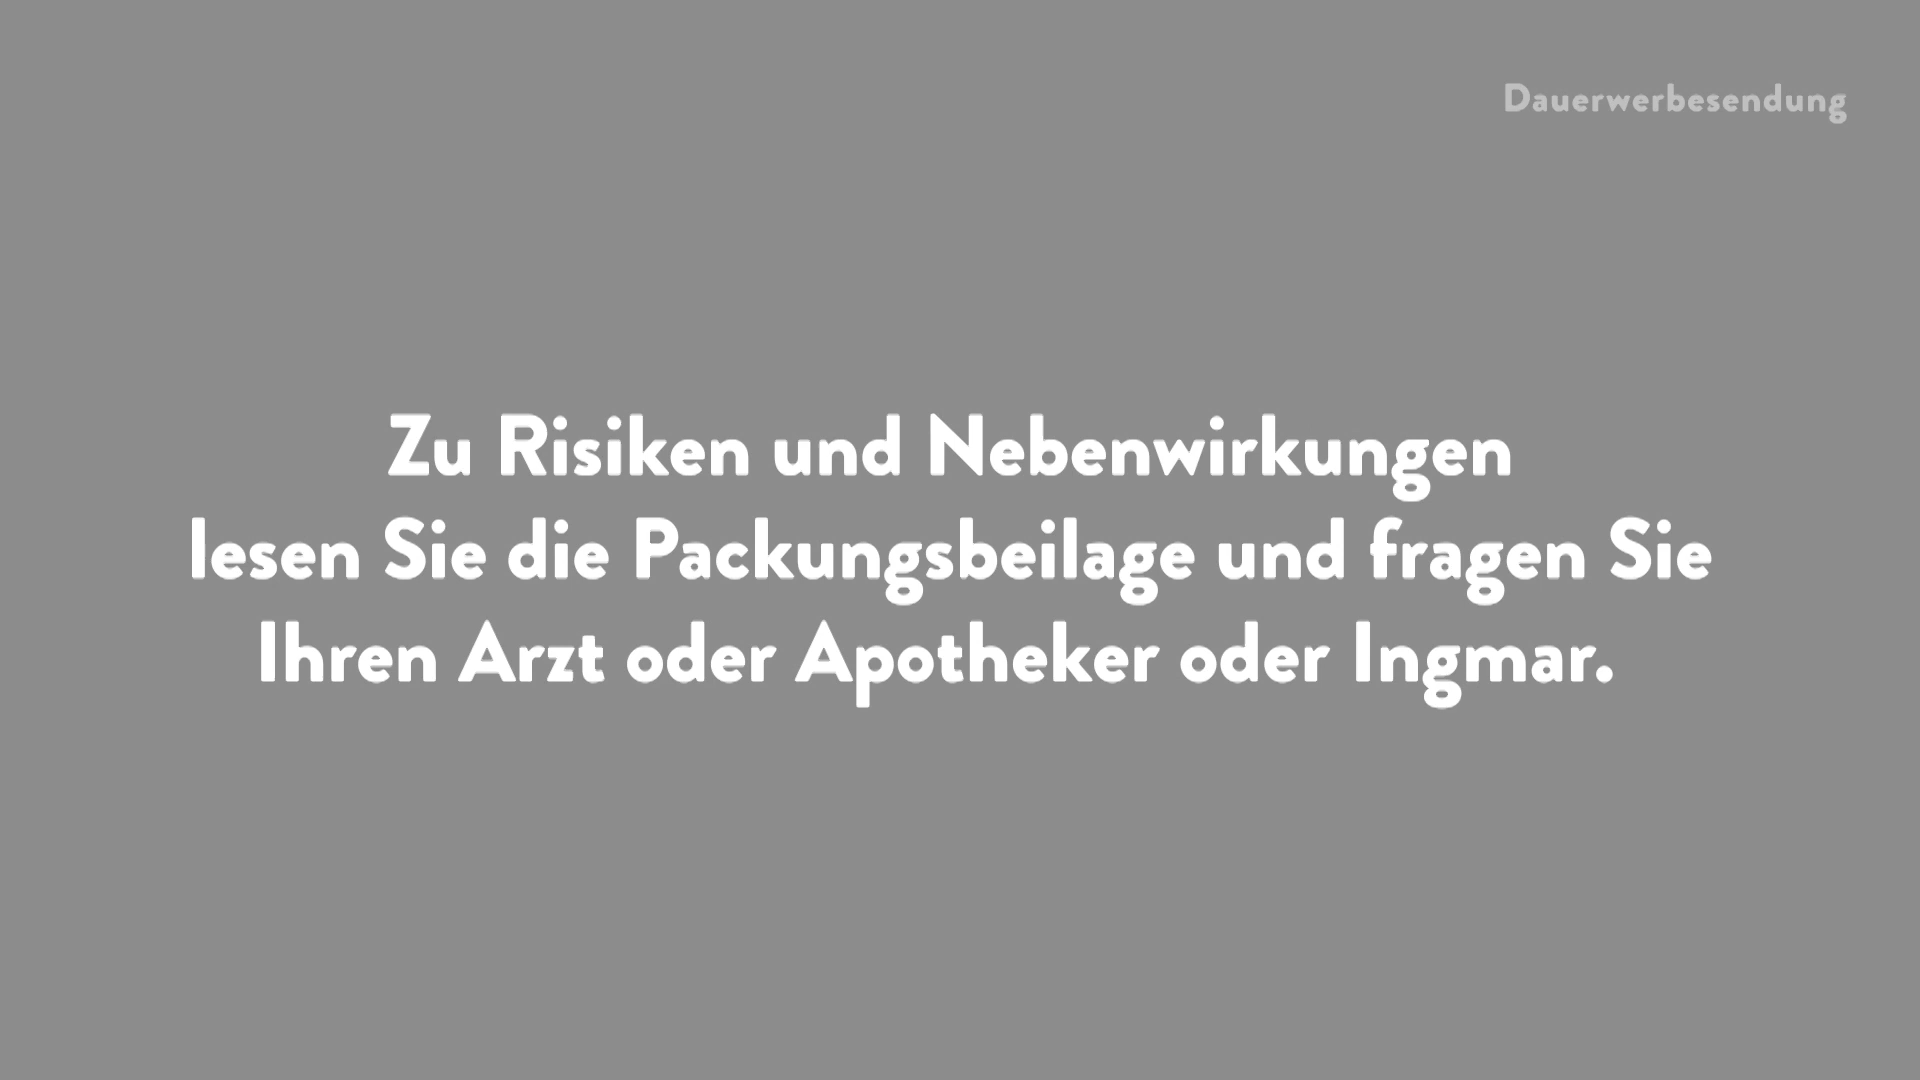 Dauerwerbesendung
Zu Risiken und Nebenwirkungen
lesen Sie die Packungsbeilage und fragen Sie
Ihren Arzt oder Apotheker oder Ingmar.